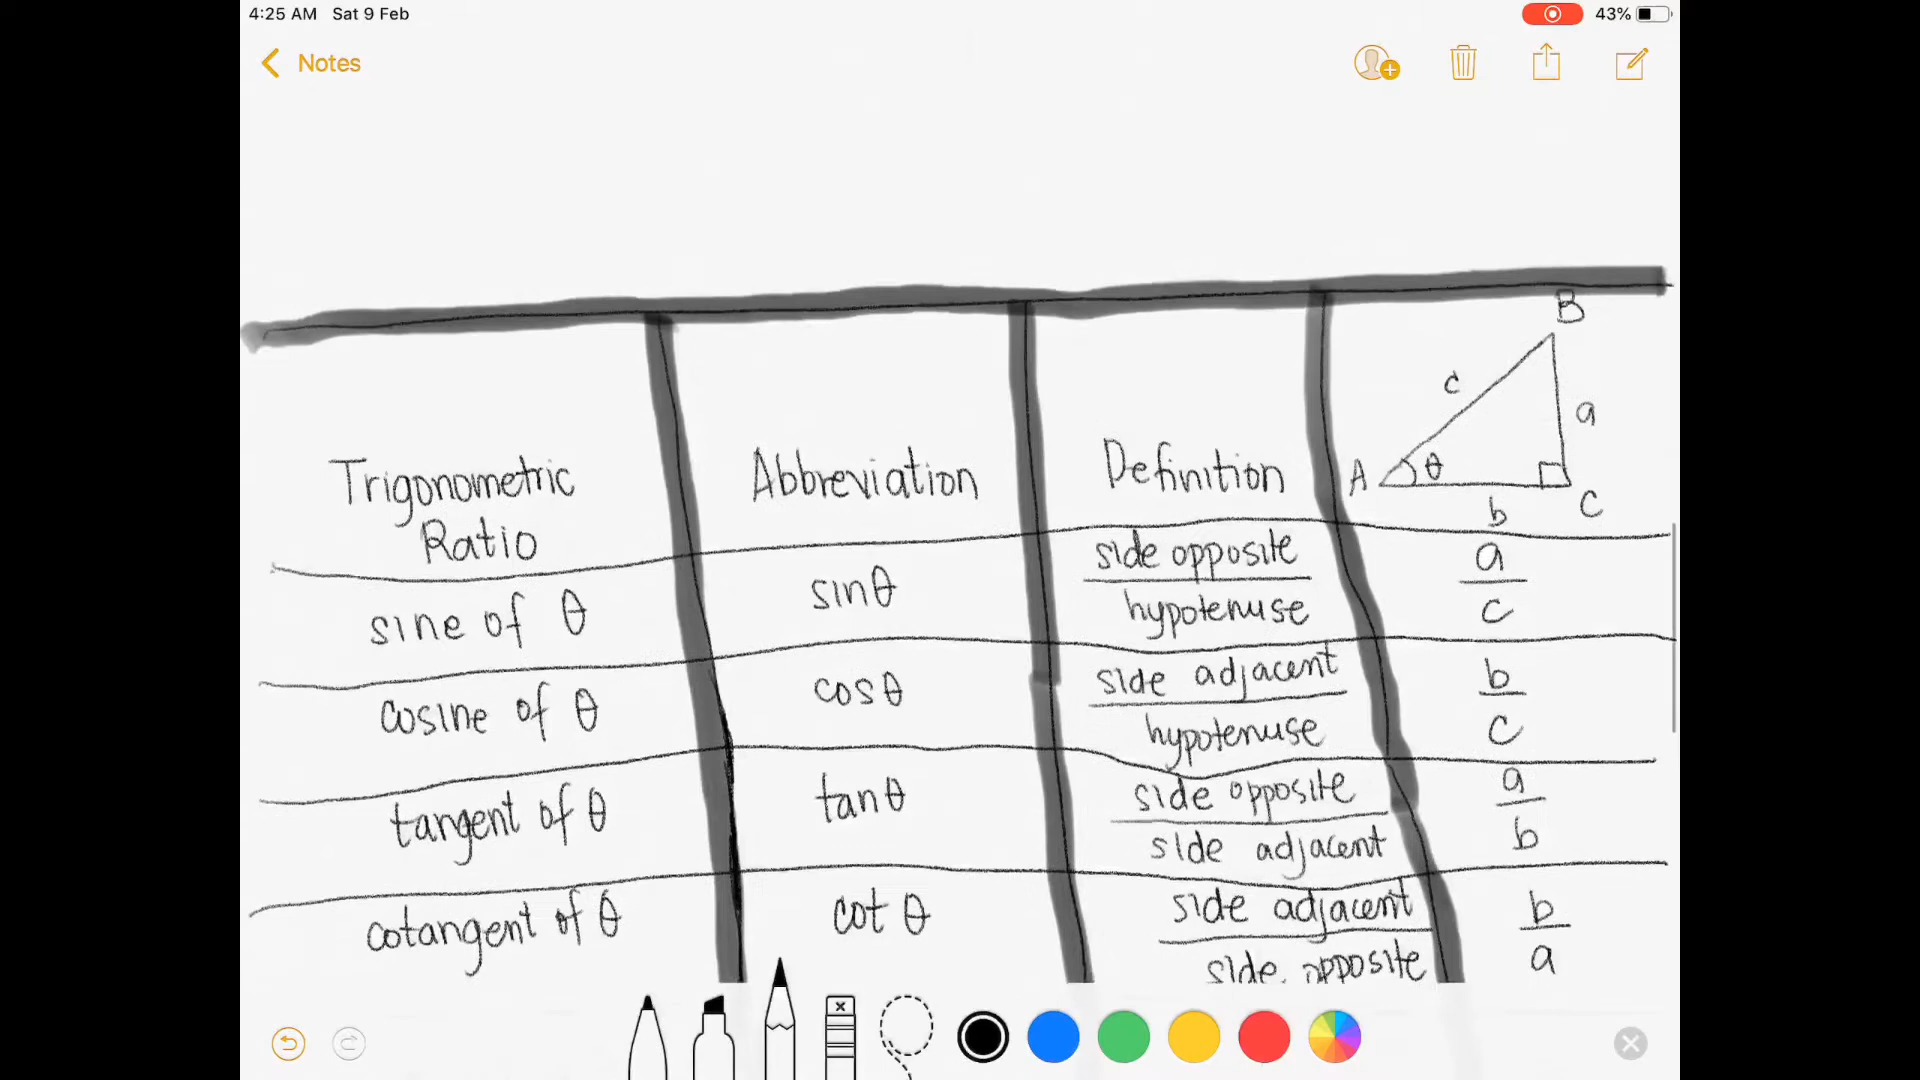 4:25 AM Sat 9 Feb
43%
Notes
B
c
a
A
θ
b
C
Trigonometric
Ratio
Abbreviation
Definition
sine of θ
sinθ
side opposite
hypotenuse
a
c
cosine of θ
cosθ
side adjacent
hypotenuse
b
c
tangent of θ
tanθ
side opposite
side adjacent
a
b
cotangent of θ
cot θ
side adjacent
side opposite
b
a